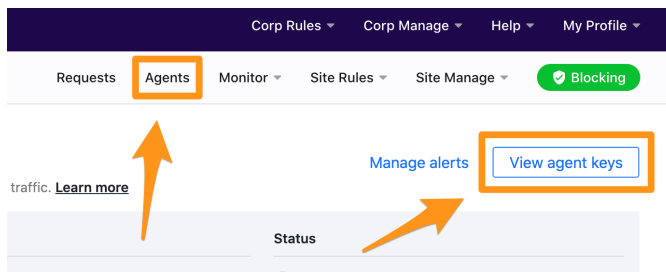 Corp Rules Corp Manage Help My Profile
Requests Agents Monitor Site Rules Site Manage Blocking
Manage alerts View agent keys
traffic. Learn more
Status